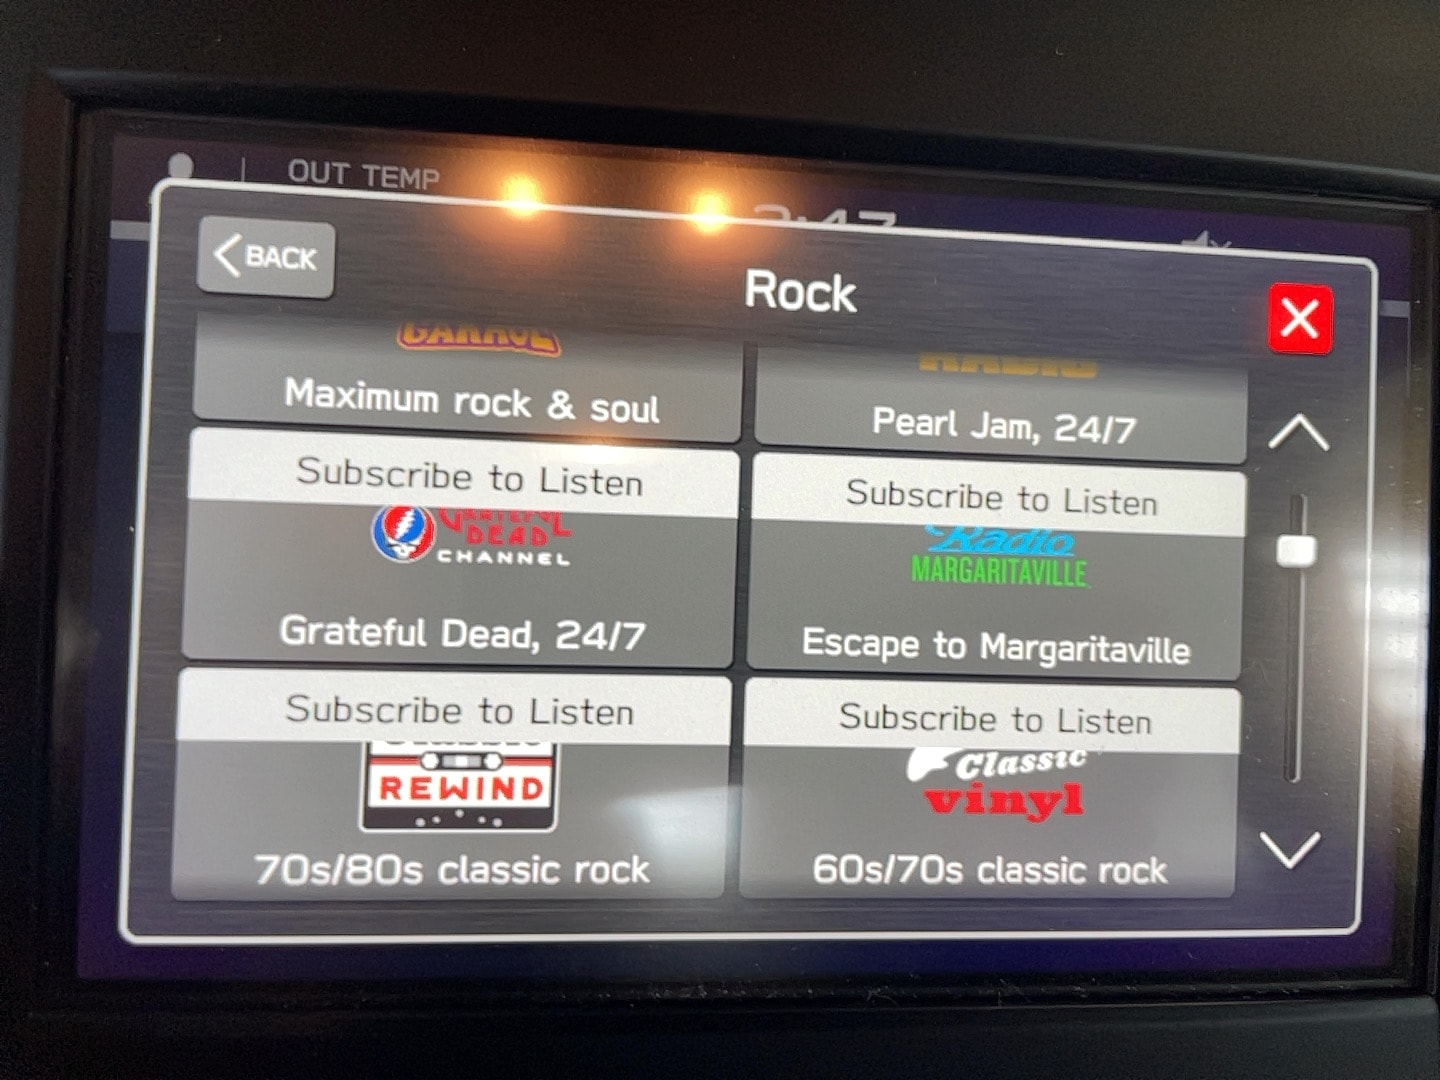 OUT TEMP
BACK
Rock
Maximum rock & soul
Pearl Jam, 24/7
Subscribe to Listen
Subscribe to Listen
GRATEFUL
DEAD
CHANNEL
Radio
MARGARITAVILLE
Grateful Dead, 24/7
Escape to Margaritaville
Subscribe to Listen
Subscribe to Listen
REWIND
Classic
vinyl
70s/80s classic rock
60s/70s classic rock